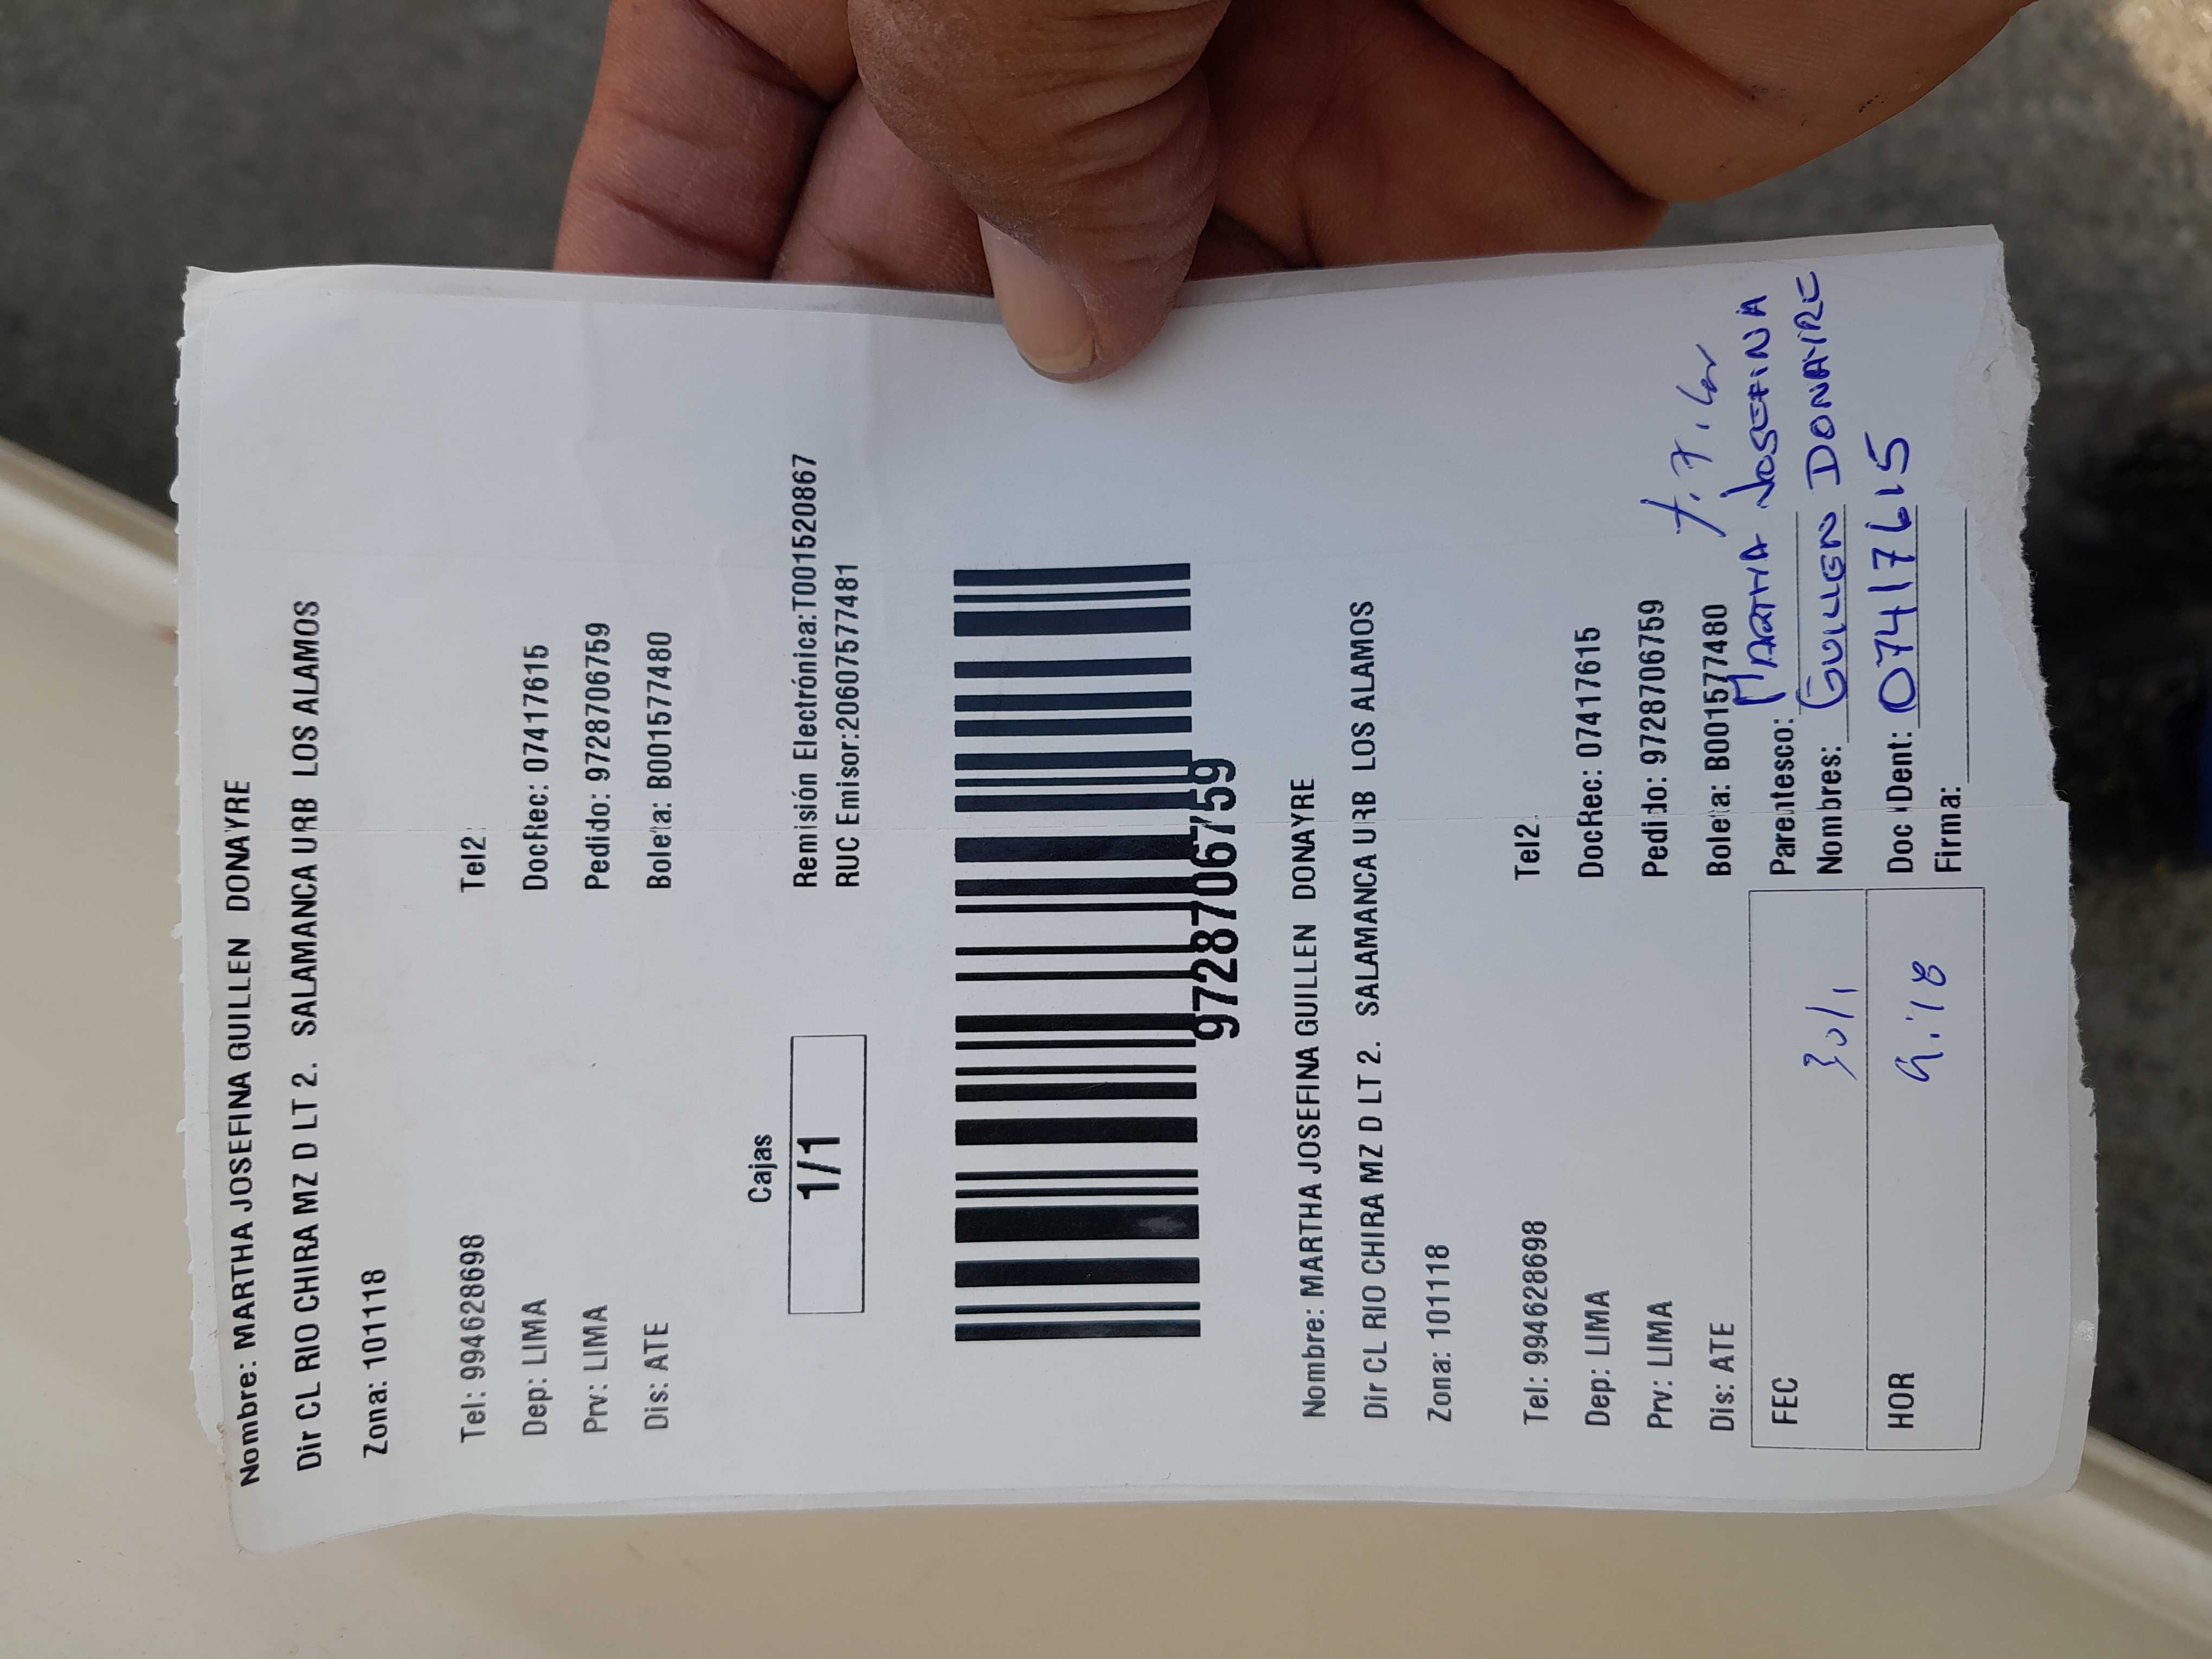 Nombre: MARTHA JOSEFINA GUILLEN DONAYRE
Dir CL RIO CHIRA MZ D LT 2. SALAMANCA URB LOS ALAMOS
Zona: 101118
Tel: 994628698 Tel2:
Dep: LIMA DocRec: 07417615
Prv: LIMA Pedido: 9728706759
Dis: ATE Boleta: B001577480
Cajas
1/1
Remisión Electrónica:T001520867
RUC Emisor:20607577481
9728706759
Nombre: MARTHA JOSEFINA GUILLEN DONAYRE
Dir CL RIO CHIRA MZ D LT 2. SALAMANCA URB LOS ALAMOS
Zona: 101118
Tel: 994628698 Tel2:
Dep: LIMA DocRec: 07417615
Prv: LIMA Pedido: 9728706759
Dis: ATE Boleta: B001577480
FEC 30/1
HOR
Parentesco: MARTHA JOSEFINA
Nombres: GUILLEN DONAYRE
Doc Dent: 07417615
Firma: